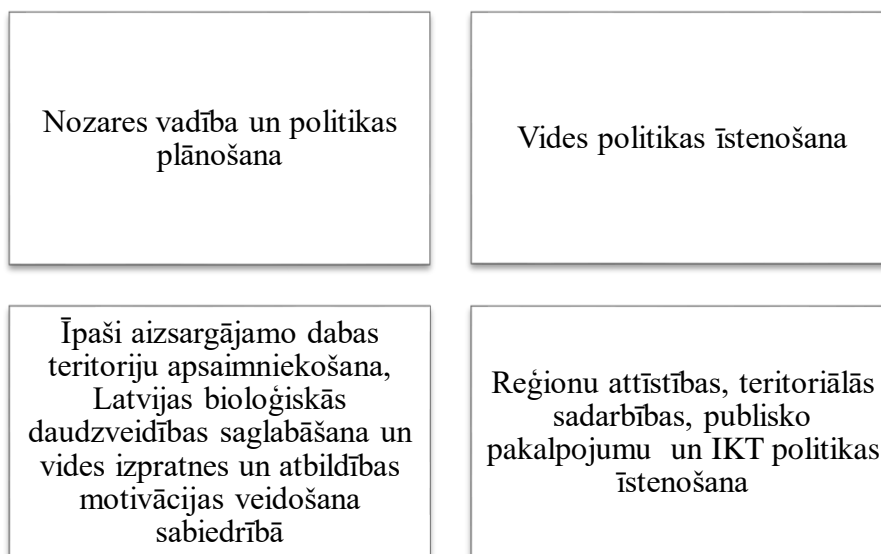 Nozares vadība un politikas
plānošana
Vides politikas īstenošana
Īpaši aizsargājamo dabas
teritoriju apsaimniekošana,
Latvijas bioloģiskās
daudzveidības saglabāšana un
vides izpratnes un atbildības
motivācijas veidošana
sabiedrībā
Reģionu attīstības, teritoriālās
sadarbības, publisko
pakalpojumu un IKT politikas
īstenošana